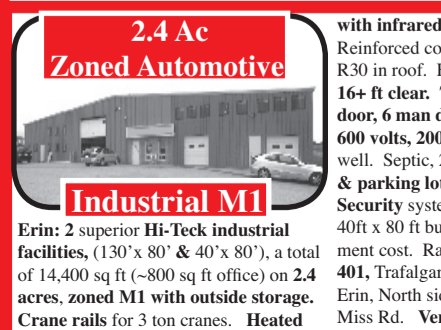 2.4 Ac
Zoned Automotive
Industrial M1
Erin: 2 superior Hi-Teck industrial
facilities, (130'x 80' & 40'x 80'), a total
of 14,400 sq ft (~800 sq ft office) on 2.4
acres, zoned M1 with outside storage.
Crane rails for 3 ton cranes. Heated
with infrared
Reinforced co
R30 in roof.
16+ ft clear.
door, 6 man d
600 volts, 200
well. Septic, 2
& parking lot
Security syste
40ft x 80 ft bu
ment cost. Ra
401, Trafalgar
Erin, North sid
Miss Rd. Ver